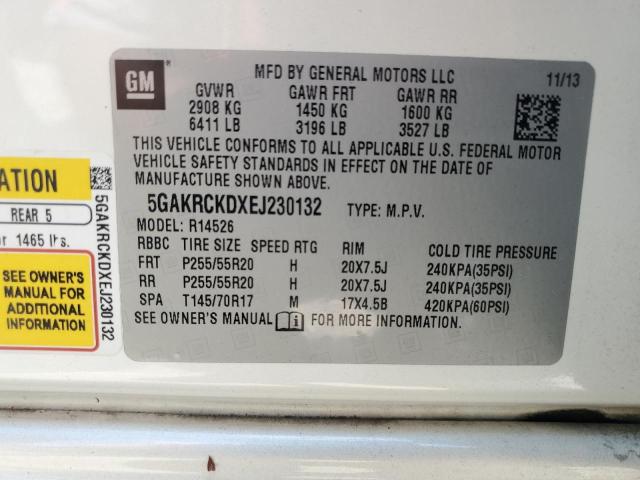 GM
MFD BY GENERAL MOTORS LLC 11/13
GVWR GAWR FRT GAWR RR
2908 KG 1450 KG 1600 KG
6411 LB 3196 LB 3527 LB
THIS VEHICLE CONFORMS TO ALL APPLICABLE U.S. FEDERAL MOTOR
VEHICLE SAFETY STANDARDS IN EFFECT ON THE DATE OF
MANUFACTURE SHOWN ABOVE.
5GAKRCKDXEJ230132 TYPE: M.P.V.
MODEL: R14526
RBBC TIRE SIZE SPEED RTG RIM COLD TIRE PRESSURE
FRT P255/55R20 H 20X7.5J 240KPA(35PSI)
RR P255/55R20 H 20X7.5J 240KPA(35PSI)
SPA T145/70R17 M 17X4.5B 420KPA(60PSI)
SEE OWNER'S MANUAL FOR MORE INFORMATION.
ATION
REAR 5
or 1465 lbs.
SEE OWNER'S
MANUAL FOR
ADDITIONAL
INFORMATION
5GAKRCKDXEJ230132